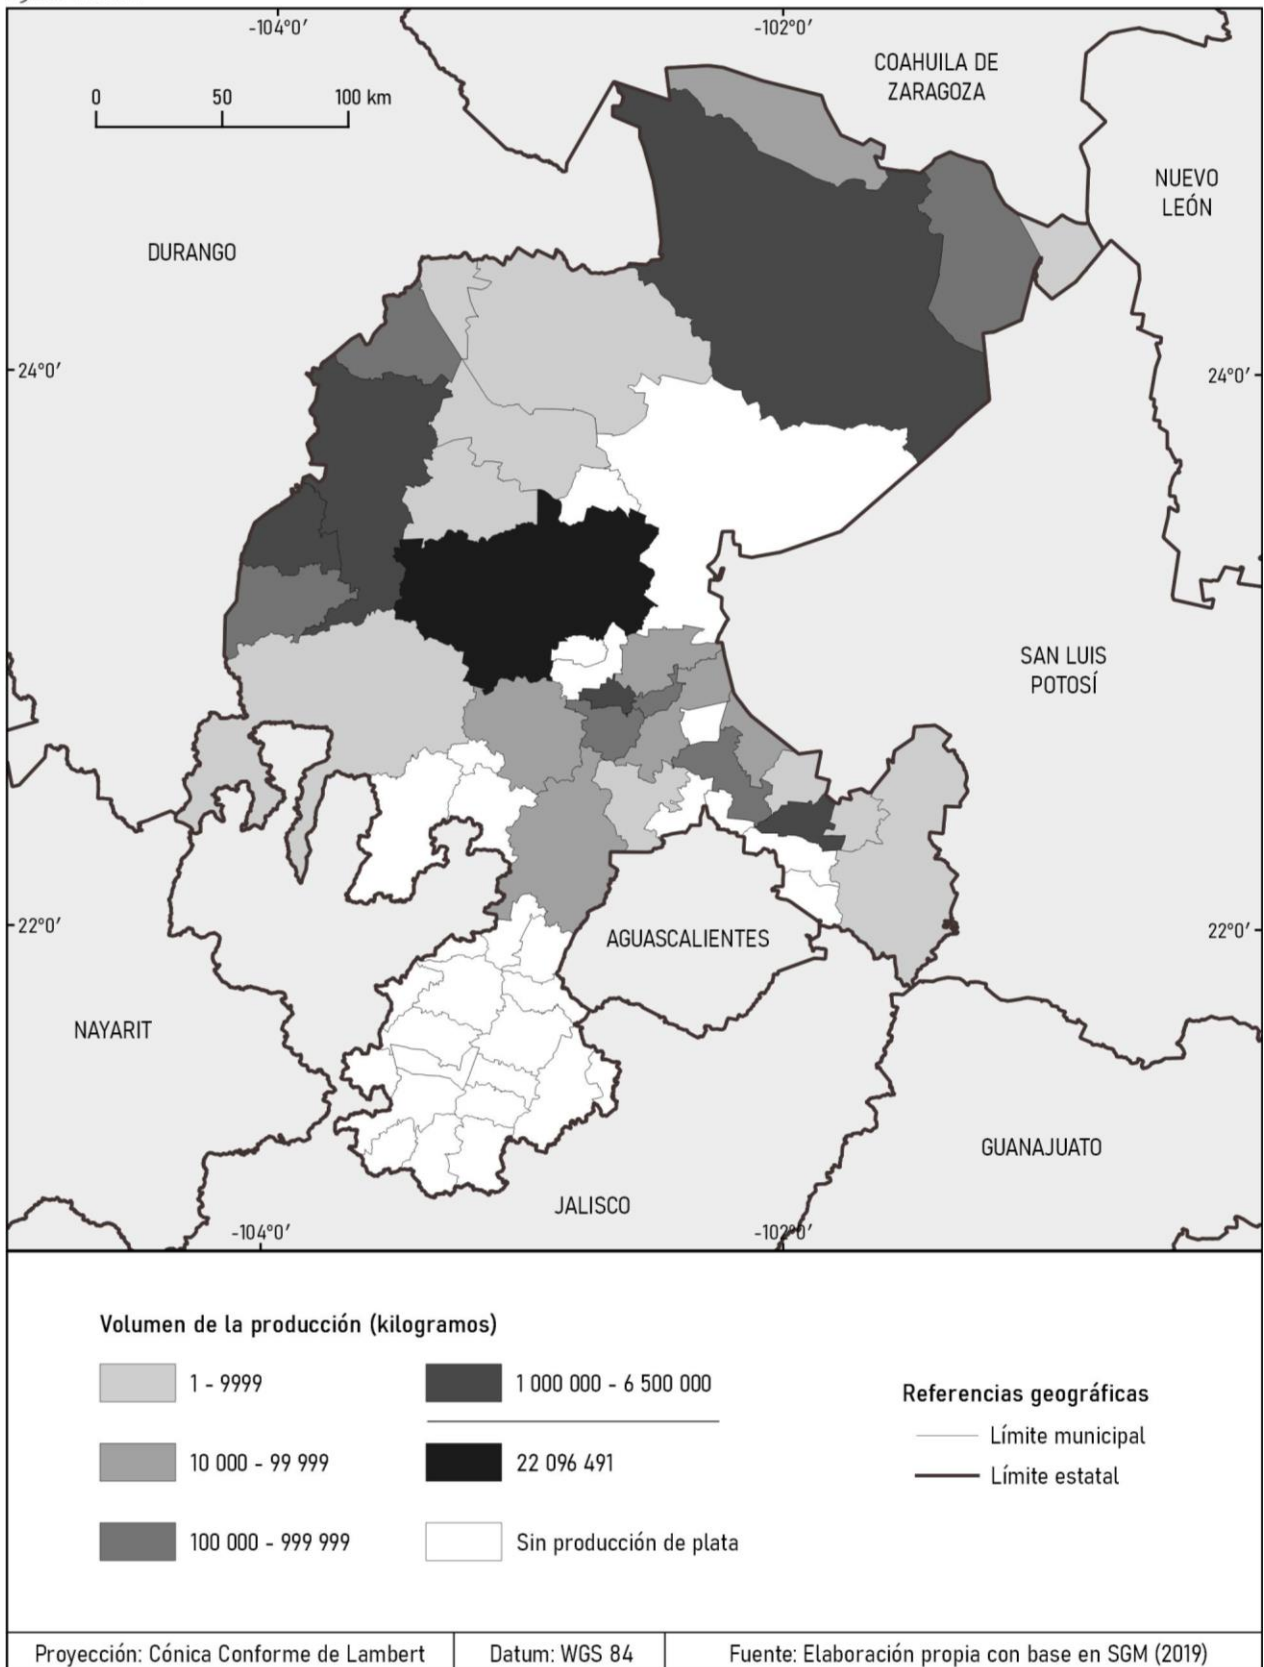 -104°0′
-102°0′
0 50 100 km
COAHUILA DE
ZARAGOZA
NUEVO
LEÓN
DURANGO
24°0′
24°0′
SAN LUIS
POTOSÍ
22°0′
22°0′
AGUASCALIENTES
NAYARIT
GUANAJUATO
JALISCO
-104°0′
-102°0′
Volumen de la producción (kilogramos)
1 - 9999
10 000 - 99 999
100 000 - 999 999
1 000 000 - 6 500 000
22 096 491
Sin producción de plata
Referencias geográficas
Límite municipal
Límite estatal
Proyección: Cónica Conforme de Lambert
Datum: WGS 84
Fuente: Elaboración propia con base en SGM (2019)